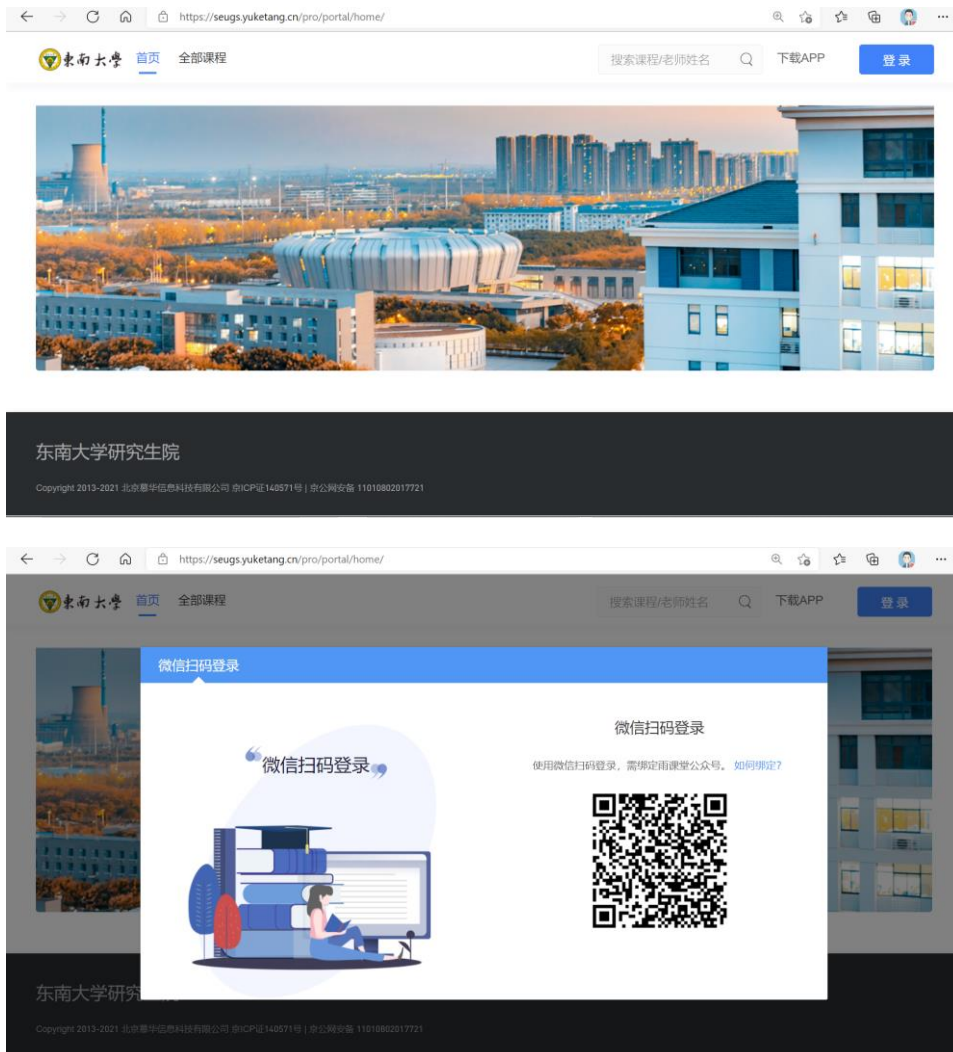 https://seugs.yuketang.cn/pro/portal/home/
東南大學 首页 全部课程 搜索课程/老师姓名 下载APP 登录
东南大学研究生院
Copyright 2013-2021 北京慕华信息科技有限公司 京ICP证140571号 | 京公网安备 11010802017721
https://seugs.yuketang.cn/pro/portal/home/
東南大學 首页 全部课程 搜索课程/老师姓名 下载APP 登录
微信扫码登录
微信扫码登录
使用微信扫码登录，需绑定雨课堂公众号。 如何绑定?
“微信扫码登录”
东南大学研究
Copyright 2013-2021 北京慕华信息科技有限公司 京ICP证140571号 | 京公网安备 11010802017721